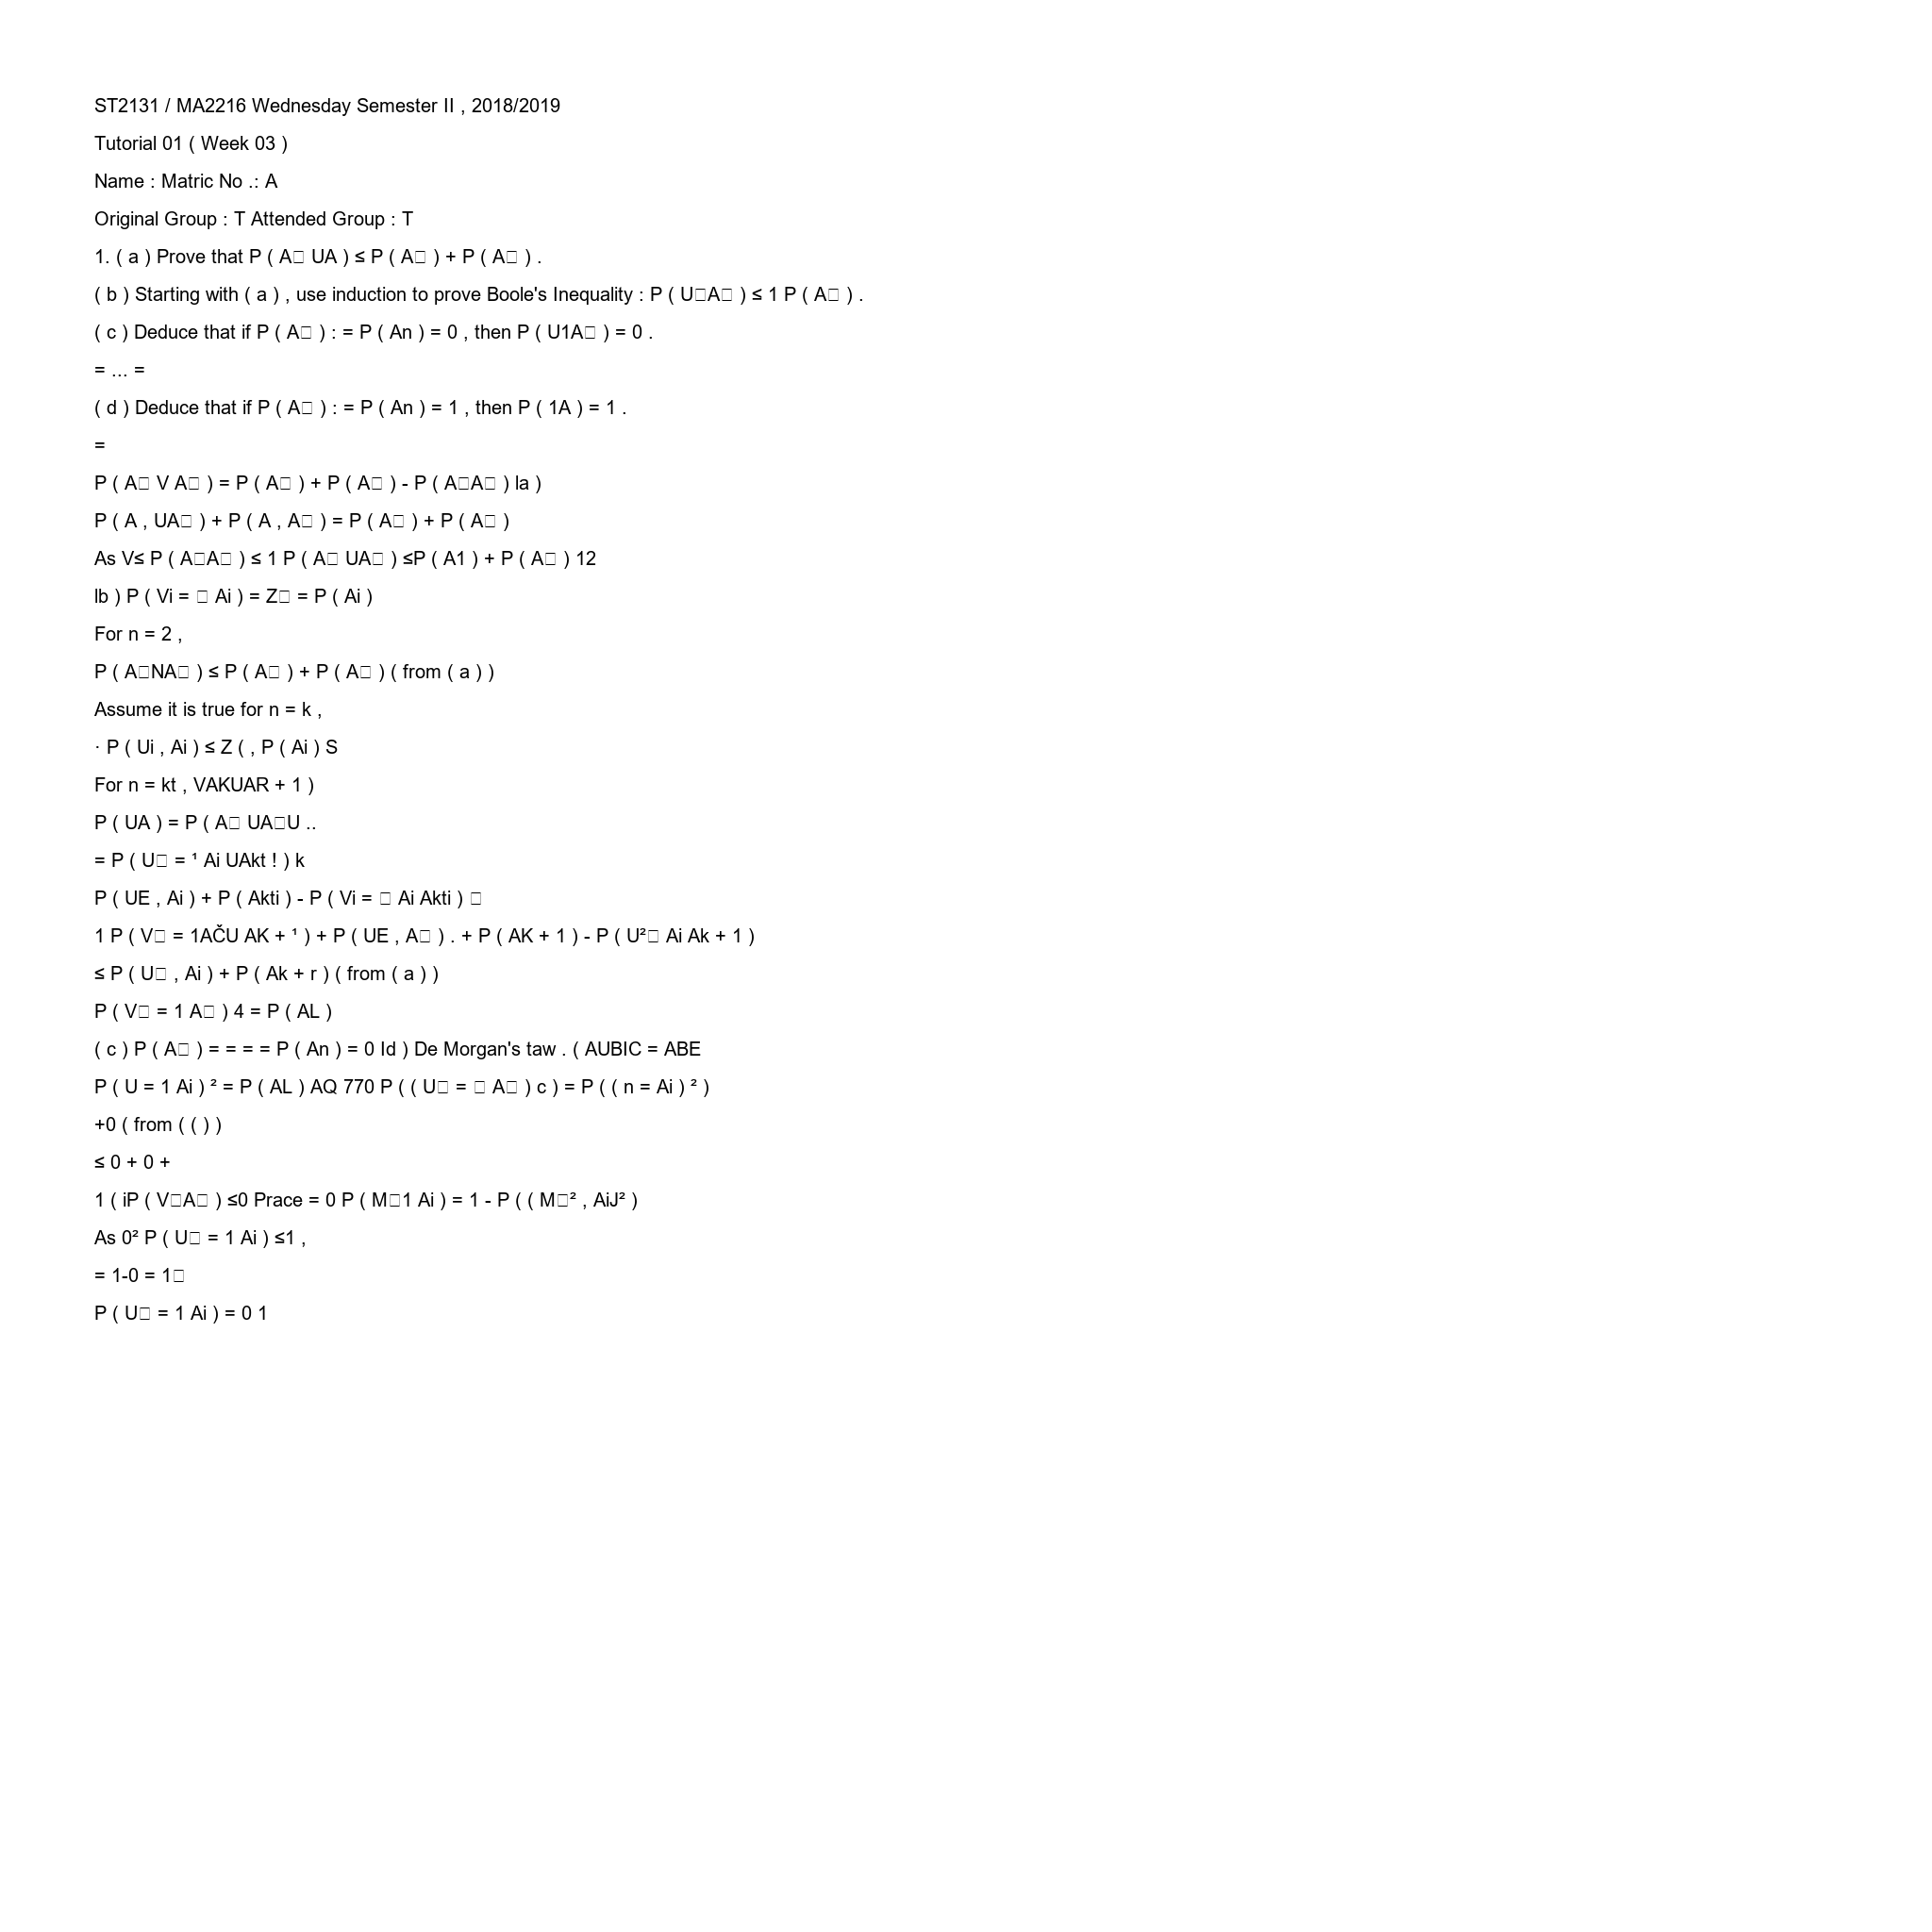 ST2131 / MA2216 Wednesday Semester II , 2018/2019
Tutorial 01 ( Week 03 )
Name : Matric No .: A
Original Group : T Attended Group : T
1. ( a ) Prove that P ( A□ UA ) ≤ P ( A□ ) + P ( A□ ) .
( b ) Starting with ( a ) , use induction to prove Boole's Inequality : P ( U□A□ ) ≤ 1 P ( A□ ) .
( c ) Deduce that if P ( A□ ) : = P ( An ) = 0 , then P ( U1A□ ) = 0 .
= ... =
( d ) Deduce that if P ( A□ ) : = P ( An ) = 1 , then P ( 1A ) = 1 .
=
P ( A□ V A□ ) = P ( A□ ) + P ( A□ ) - P ( A□A□ ) la )
P ( A , UA□ ) + P ( A , A□ ) = P ( A□ ) + P ( A□ )
As V≤ P ( A□A□ ) ≤ 1 P ( A□ UA□ ) ≤P ( A1 ) + P ( A□ ) 12
lb ) P ( Vi = □ Ai ) = Z□ = P ( Ai )
For n = 2 ,
P ( A□NA□ ) ≤ P ( A□ ) + P ( A□ ) ( from ( a ) )
Assume it is true for n = k ,
· P ( Ui , Ai ) ≤ Z ( , P ( Ai ) S
For n = kt , VAKUAR + 1 )
P ( UA ) = P ( A□ UA□U ..
= P ( U□ = ¹ Ai UAkt ! ) k
P ( UE , Ai ) + P ( Akti ) - P ( Vi = □ Ai Akti ) □
1 P ( V□ = 1AČU AK + ¹ ) + P ( UE , A□ ) . + P ( AK + 1 ) - P ( U²□ Ai Ak + 1 )
≤ P ( U□ , Ai ) + P ( Ak + r ) ( from ( a ) )
P ( V□ = 1 A□ ) 4 = P ( AL )
( c ) P ( A□ ) = = = = P ( An ) = 0 Id ) De Morgan's taw . ( AUBIC = ABE
P ( U = 1 Ai ) ² = P ( AL ) AQ 770 P ( ( U□ = □ A□ ) c ) = P ( ( n = Ai ) ² )
+0 ( from ( ( ) )
≤ 0 + 0 +
1 ( iP ( V□A□ ) ≤0 Prace = 0 P ( M□1 Ai ) = 1 - P ( ( M□² , AiJ² )
As 0² P ( U□ = 1 Ai ) ≤1 ,
= 1-0 = 1□
P ( U□ = 1 Ai ) = 0 1